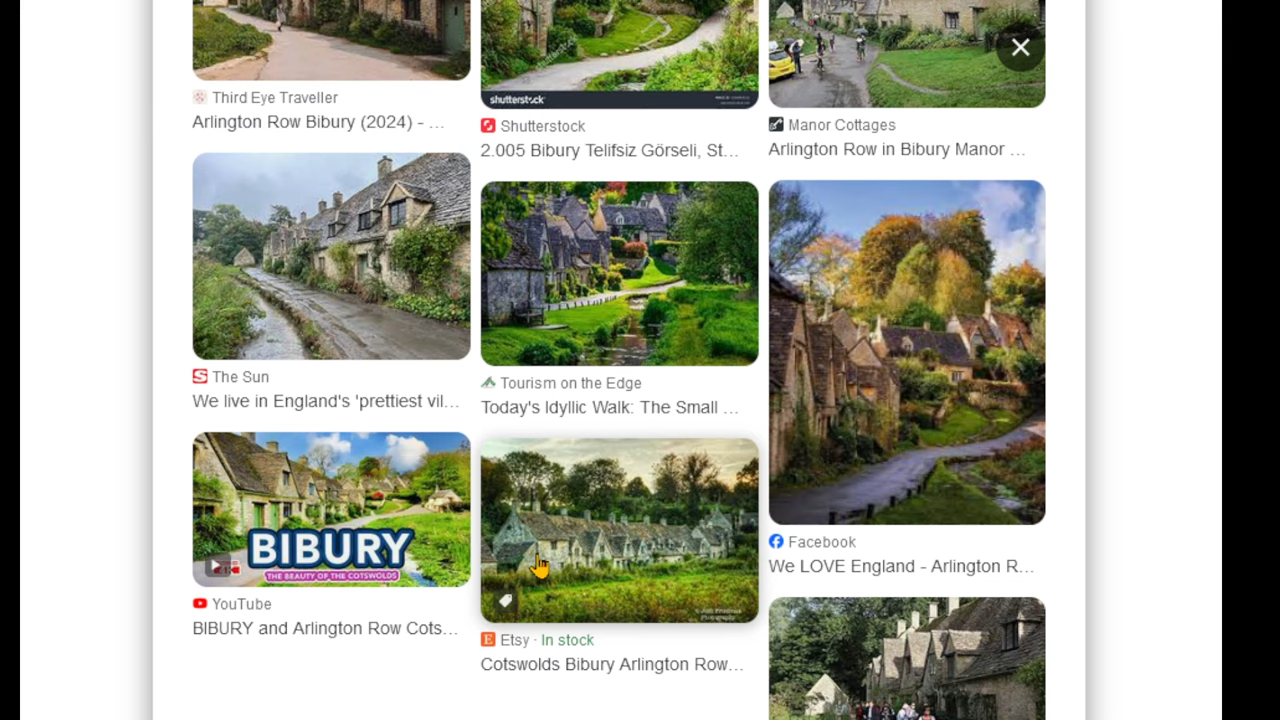 Third Eye Traveller
Arlington Row Bibury (2024) - ...
The Sun
We live in England's 'prettiest vil...
BIBURY
THE BEAUTY OF THE COTSWOLDS
YouTube
BIBURY and Arlington Row Cots...
shutterstock
Shutterstock
2.005 Bibury Telifsiz Görseli, St...
Tourism on the Edge
Today's Idyllic Walk: The Small ...
Etsy · In stock
Cotswolds Bibury Arlington Row...
Manor Cottages
Arlington Row in Bibury Manor ...
Facebook
We LOVE England - Arlington R...